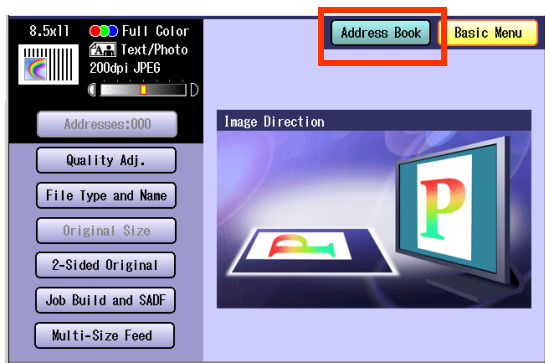 8.5x11 Full Color
Text/Photo
200dpi JPEG
Addresses:000
Quality Adj.
File Type and Name
Original Size
2-Sided Original
Job Build and SADF
Multi-Size Feed
Address Book
Basic Menu
Image Direction
P
P